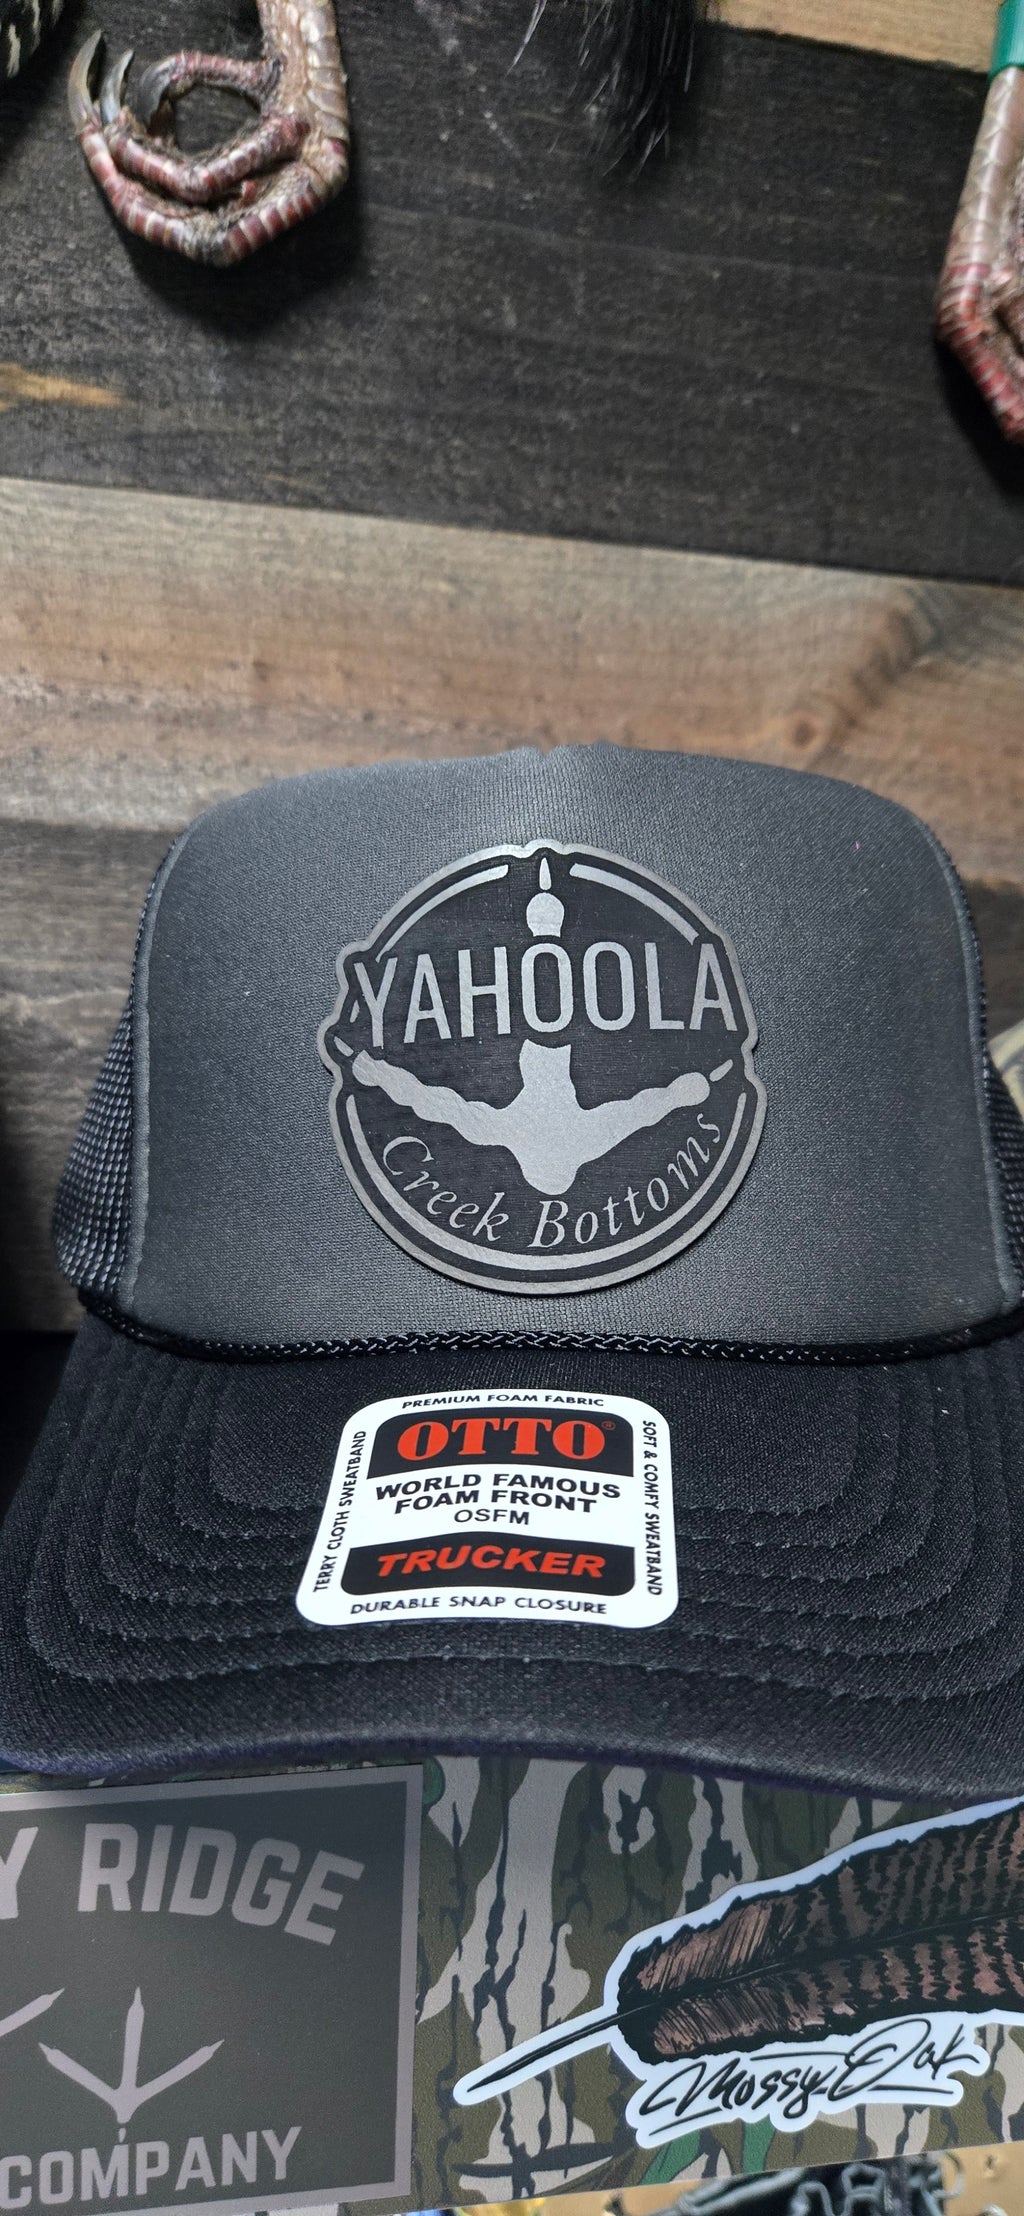 YAHOOLA
Creek Bottoms
PREMIUM FOAM FABRIC
OTTO®
WORLD FAMOUS
FOAM FRONT
OSFM
TRUCKER
DURABLE SNAP CLOSURE
TERRY CLOTH SWEATBAND
SOFT & COMFY SWEATBAND
Y RIDGE
COMPANY
Mossy Oak